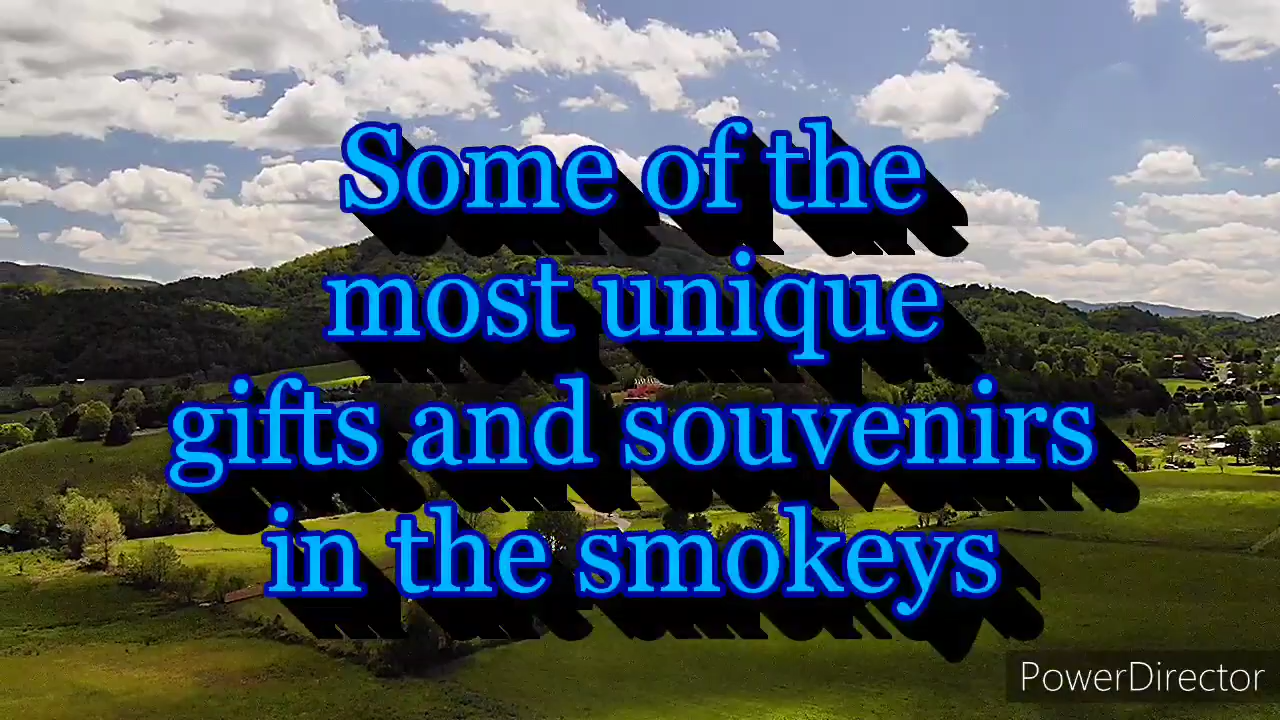 Some of the
most unique
gifts and souvenirs
in the smokeys
PowerDirector